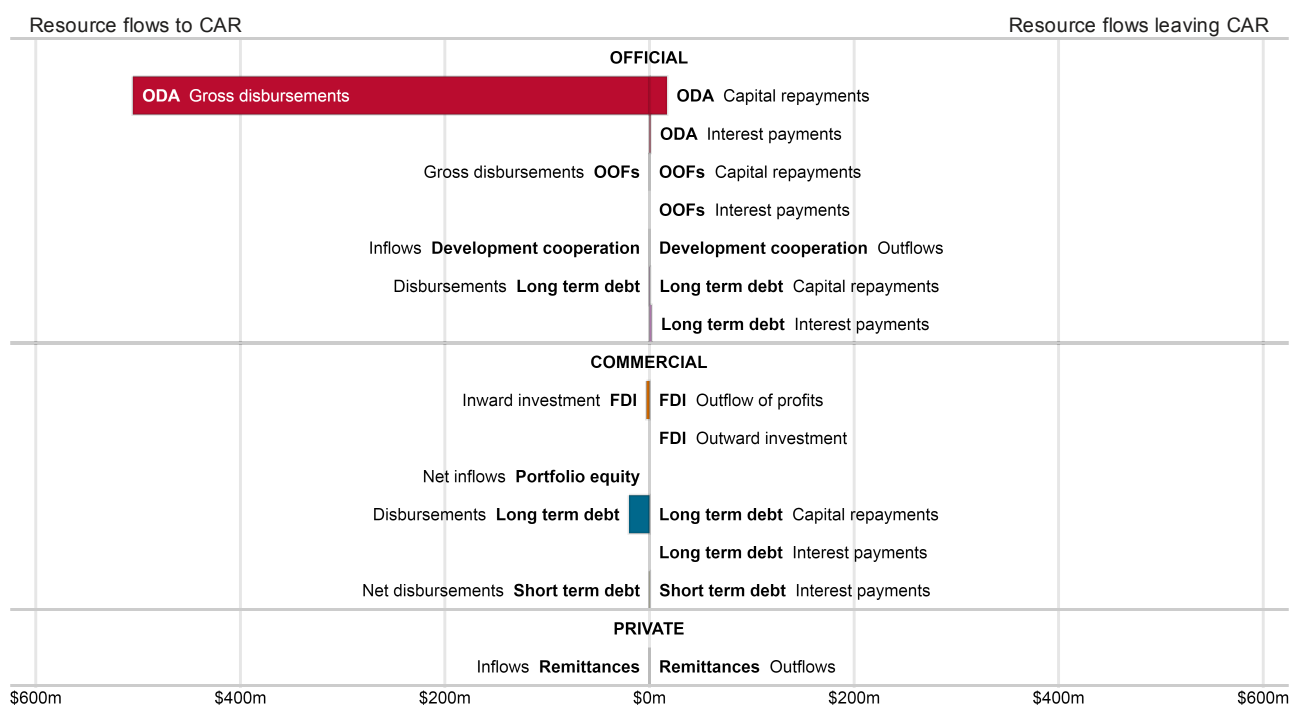 Resource flows to CAR Resource flows leaving CAR
OFFICIAL
ODA Gross disbursements ODA Capital repayments
ODA Interest payments
Gross disbursements OOFs OOFs Capital repayments
OOFs Interest payments
Inflows Development cooperation Development cooperation Outflows
Disbursements Long term debt Long term debt Capital repayments
Long term debt Interest payments
COMMERCIAL
Inward investment FDI FDI Outflow of profits
FDI Outward investment
Net inflows Portfolio equity
Disbursements Long term debt Long term debt Capital repayments
Long term debt Interest payments
Net disbursements Short term debt Short term debt Interest payments
PRIVATE
Inflows Remittances Remittances Outflows
$600m $400m $200m $0m $200m $400m $600m